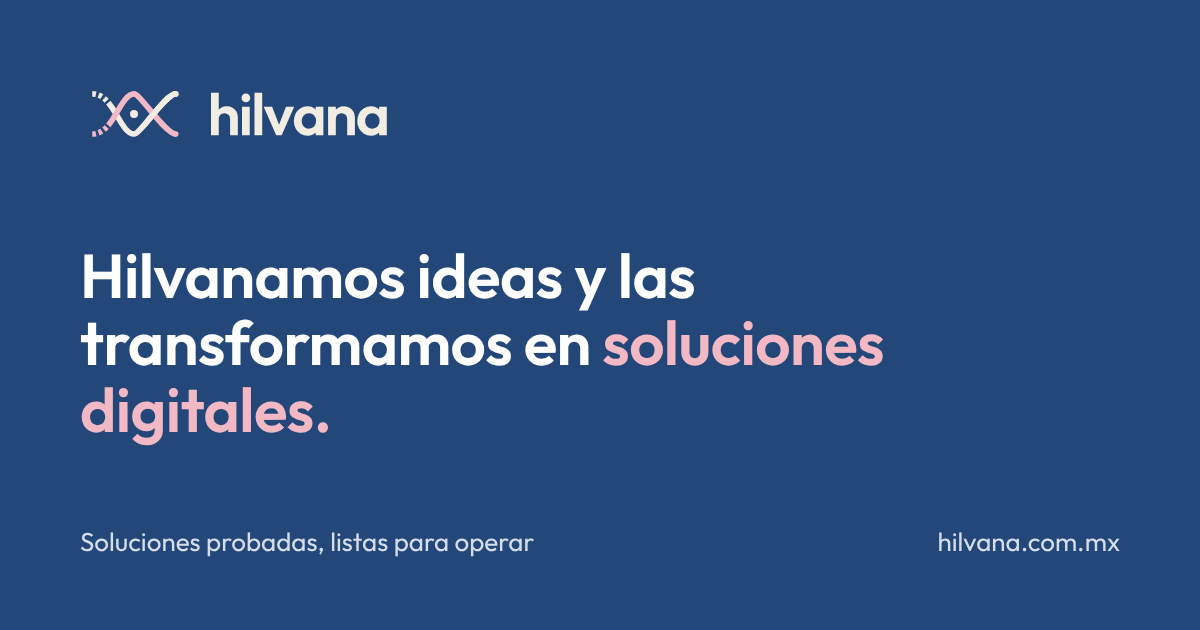 hilvana
Hilvanamos ideas y las
transformamos en soluciones
digitales.
Soluciones probadas, listas para operar
hilvana.com.mx